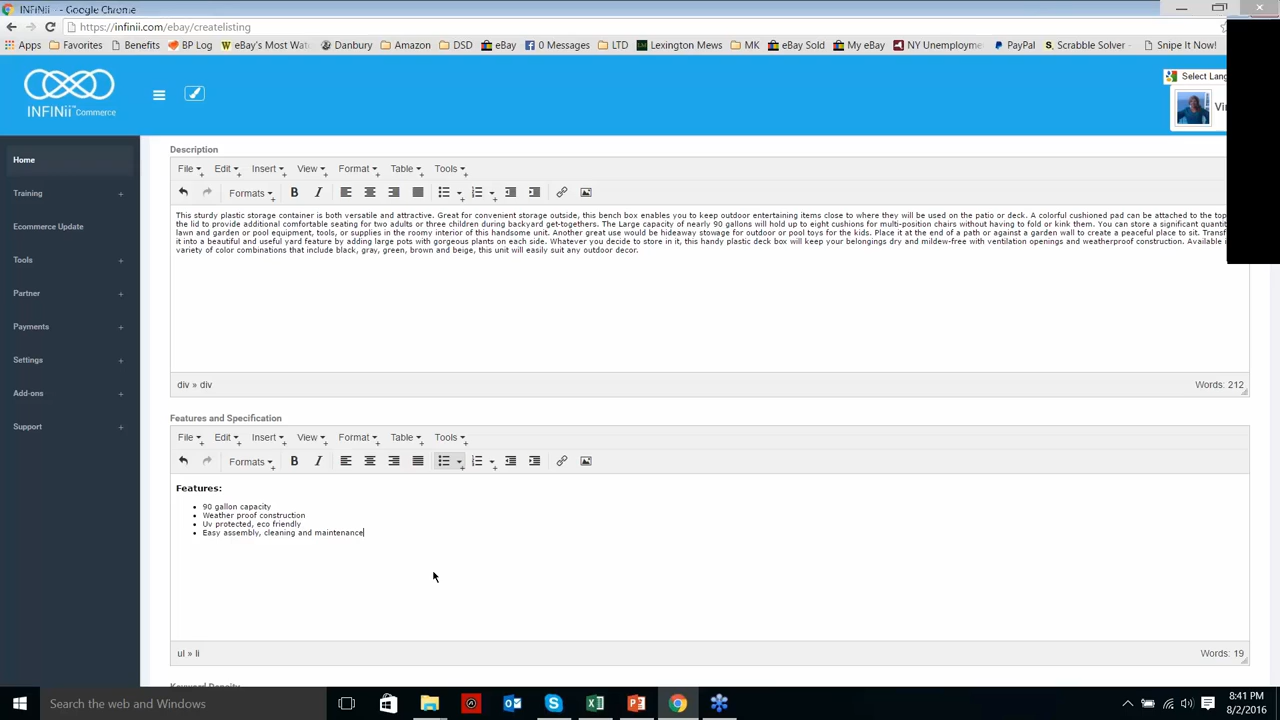 INFINii - Google Chrome
https://infinii.com/ebay/createlisting
Apps Favorites Benefits BP Log eBay's Most Wat Danbury Amazon DSD eBay 0 Messages LTD Lexington Mews MK eBay Sold My eBay NY Unemployme PayPal Scrabble Solver - Snipe It Now!
INFINii Commerce
Select Lang
Vi
Home
Training
Ecommerce Update
Tools
Partner
Payments
Settings
Add-ons
Support
Description
File Edit Insert View Format Table Tools
Formats B I
This sturdy plastic storage container is both versatile and attractive. Great for convenient storage outside, this bench box enables you to keep outdoor entertaining items close to where they will be used on the patio or deck. A colorful cushioned pad can be attached to the top
the lid to provide additional comfortable seating for two adults or three children during backyard get-togethers. The Large capacity of nearly 90 gallons will hold up to eight cushions for multi-position chairs without having to fold or kink them. You can store a significant quantit
lawn and garden or pool equipment, tools, or supplies in the roomy interior of this handsome unit. Another great use would be hideaway stowage for outdoor or pool toys for the kids. Place it at the end of a path or against a garden wall to create a peaceful place to sit. Transf
it into a beautiful and useful yard feature by adding large pots with gorgeous plants on each side. Whatever you decide to store in it, this handy plastic deck box will keep your belongings dry and mildew-free with ventilation openings and weatherproof construction. Available
variety of color combinations that include black, gray, green, brown and beige, this unit will easily suit any outdoor decor.
div » div
Words: 212
Features and Specification
File Edit Insert View Format Table Tools
Formats B I
Features:
90 gallon capacity
Weather proof construction
Uv protected, eco friendly
Easy assembly, cleaning and maintenance
ul » li
Words: 19
Keyword Density
Search the web and Windows
8:41 PM
8/2/2016